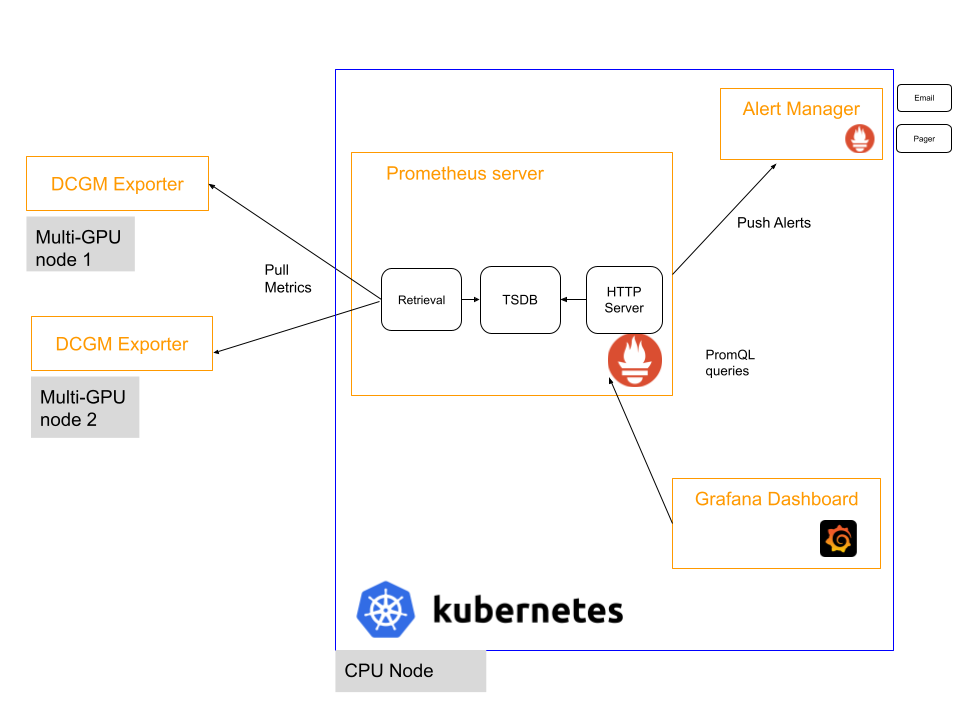 Email
Alert Manager
Pager
Prometheus server
DCGM Exporter
Multi-GPU
node 1
Push Alerts
Pull
Metrics
Retrieval
TSDB
HTTP
Server
DCGM Exporter
Multi-GPU
node 2
PromQL
queries
Grafana Dashboard
kubernetes
CPU Node